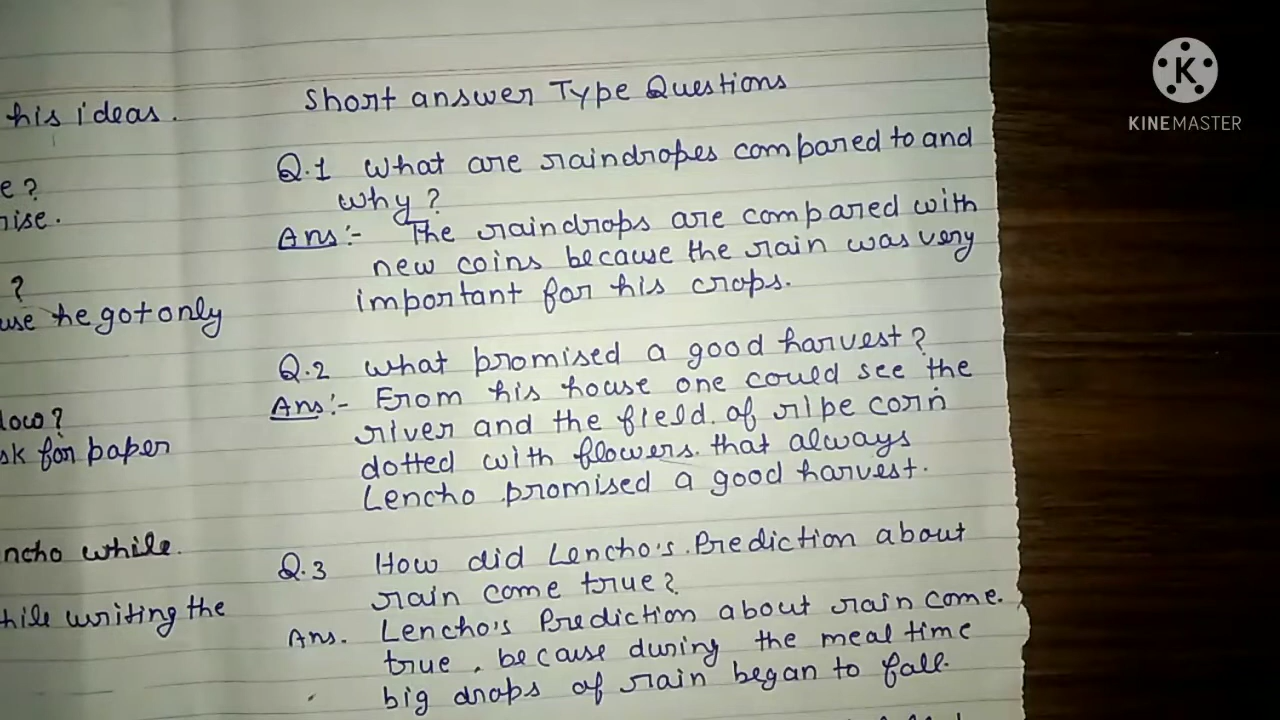 his ideas.
e?
rise.
?
use he got only
low?
sk for paper
ncho while.
hile writing the
Short answer Type Questions
Q.1 What are raindropes compared to and
why?
Ans:- The raindrops are compared with
new coins because the rain was very
important for his crops.
Q.2 What promised a good harvest?
Ans:- From his house one could see the
river and the field. of ripe corn
dotted with flowers. that always
Lencho promised a good harvest.
Q.3 How did Lencho's. Prediction about
rain come true?
Ans. Lencho's Prediction about rain come.
true, because during the meal time
big drops of rain began to fall.
KINEMASTER